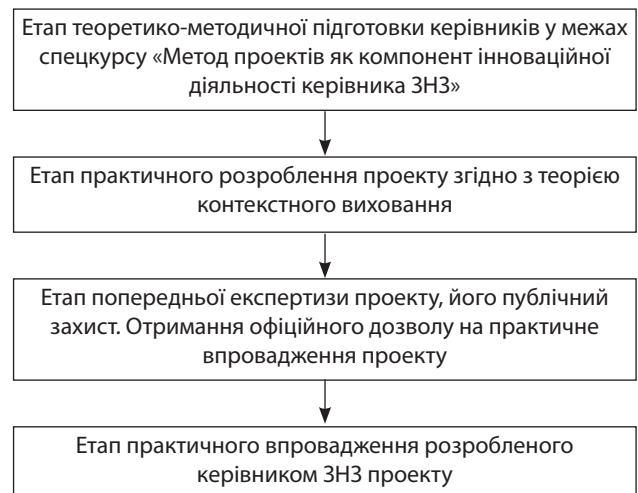 Етап теоретико-методичної підготовки керівників у межах
спецкурсу «Метод проектів як компонент інноваційної
діяльності керівника ЗНЗ»
Етап практичного розроблення проекту згідно з теорією
контекстного виховання
Етап попередньої експертизи проекту, його публічний
захист. Отримання офіційного дозволу на практичне
впровадження проекту
Етап практичного впровадження розробленого
керівником ЗНЗ проекту